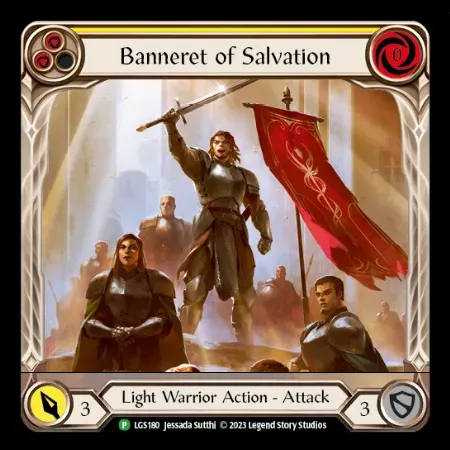 Banneret of Salvation
0
Light Warrior Action - Attack
3
3
P LGS180 Jessada Sutthi © 2023 Legend Story Studios